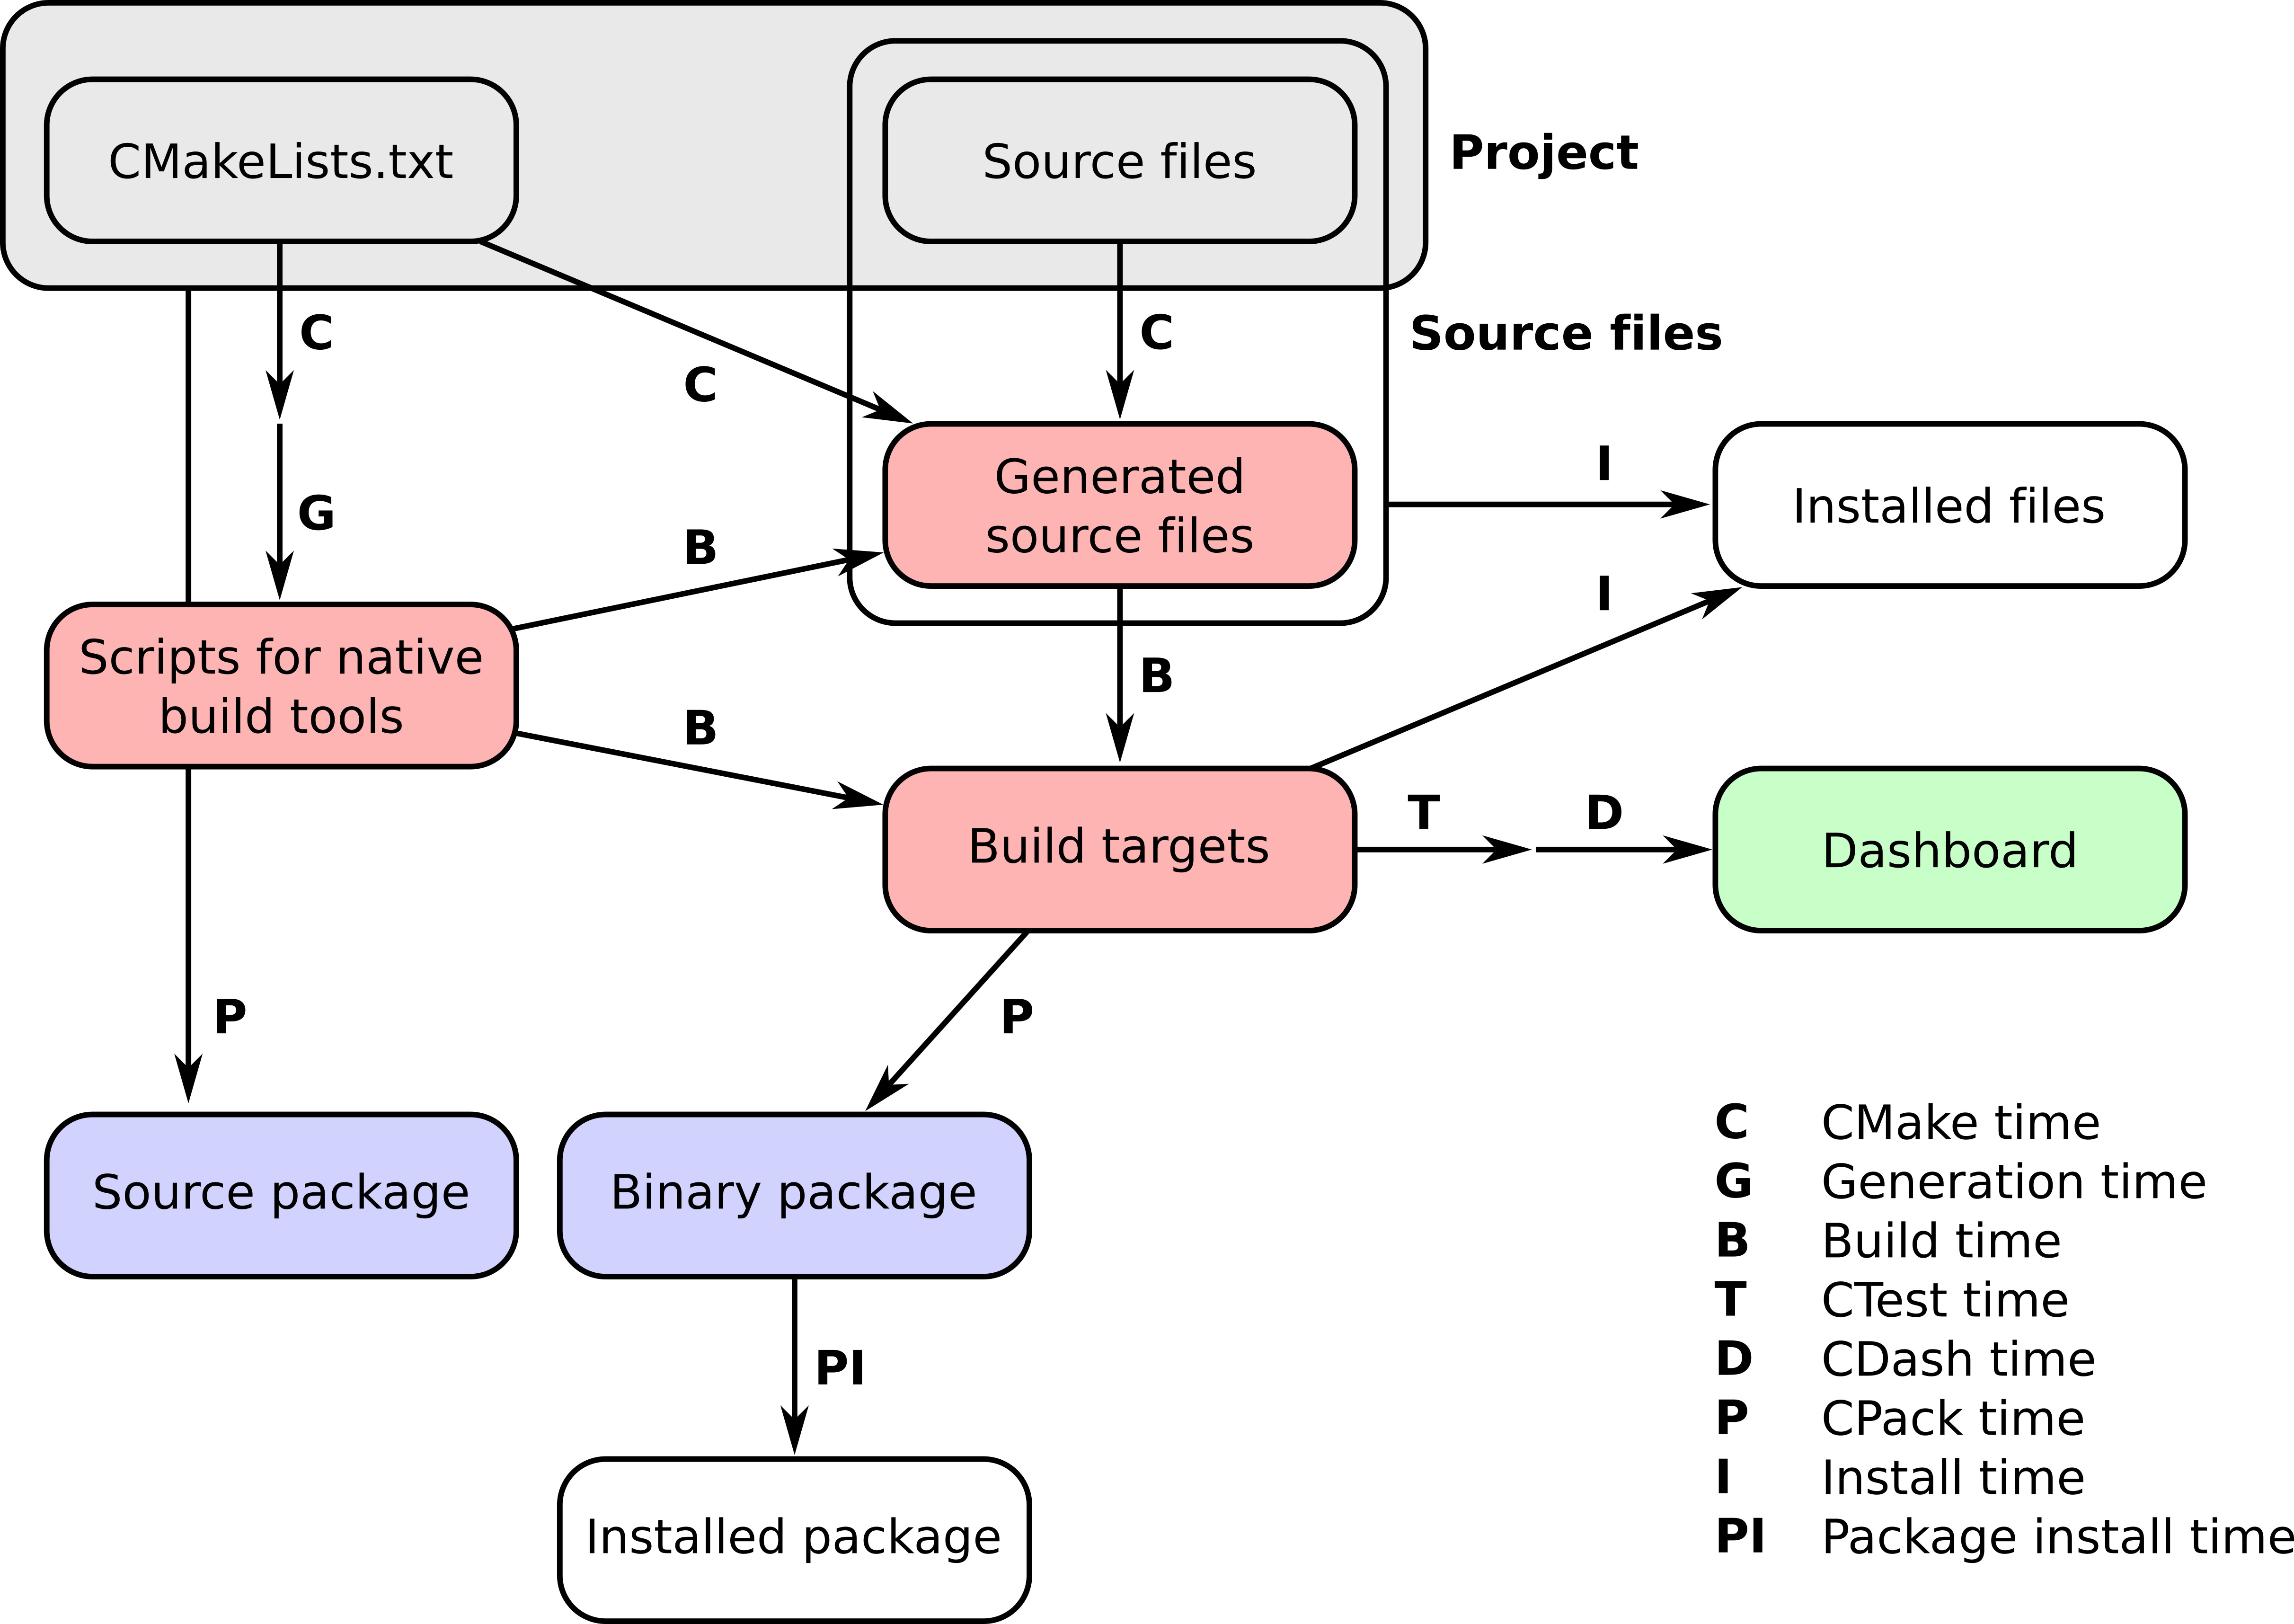 CMakeLists.txt
Source files
Project
C
C
C
Source files
G
B
Generated
source files
I
Installed files
I
Scripts for native
build tools
B
B
Build targets
T
D
Dashboard
P
P
Source package
Binary package
PI
Installed package
C CMake time
G Generation time
B Build time
T CTest time
D CDash time
P CPack time
I Install time
PI Package install time